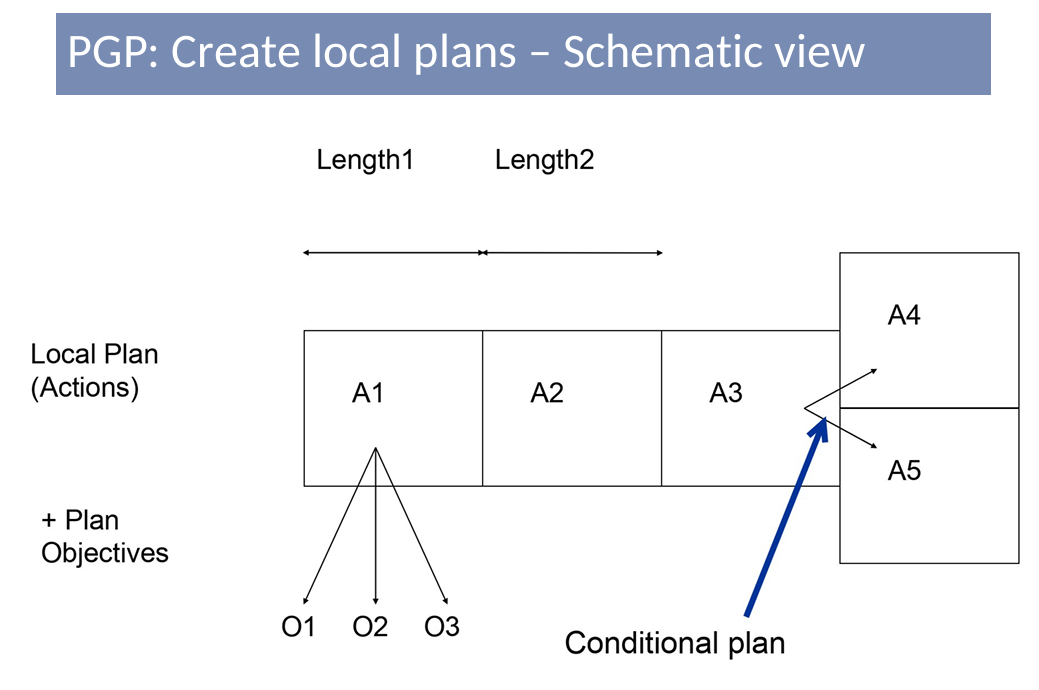 PGP: Create local plans – Schematic view
Length1
Length2
A4
Local Plan
(Actions)
A1
A2
A3
A5
+ Plan
Objectives
O1
O2
O3
Conditional plan